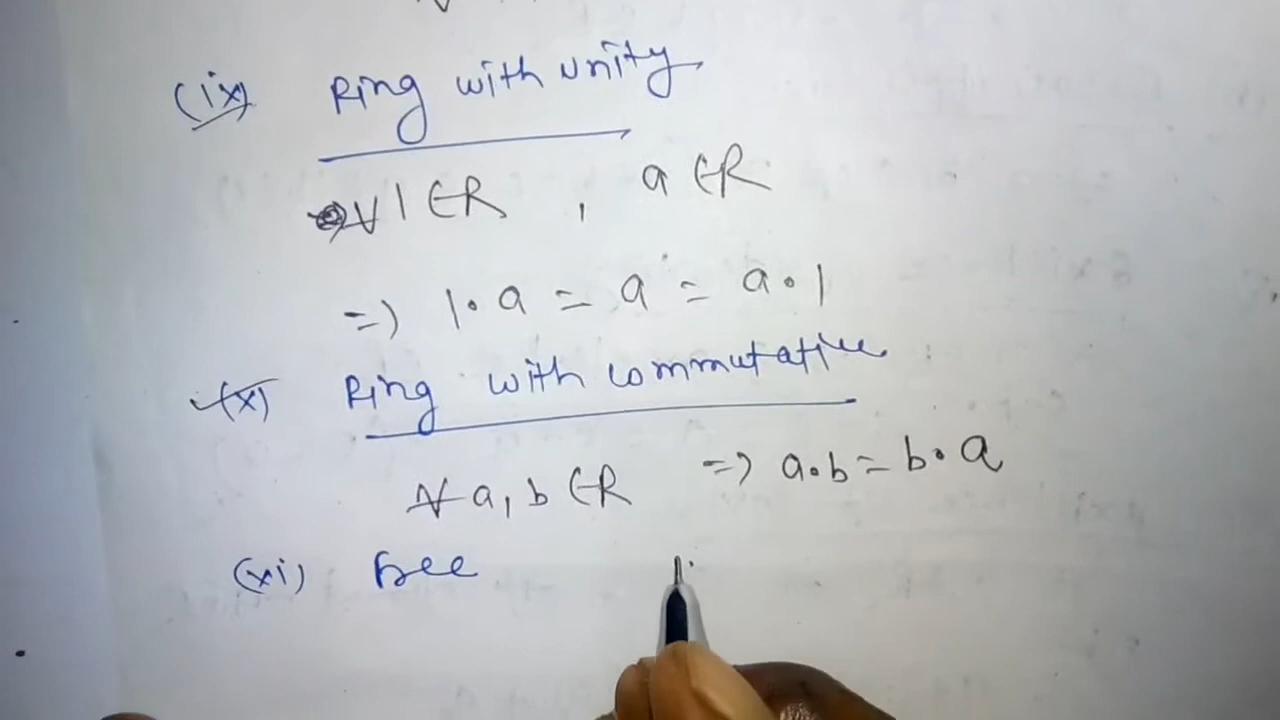 (ix) Ring with unity
∀ 1 ∈ R , a ∈ R
=> 1·a = a = a·1
(x) Ring with commutative
∀ a, b ∈ R => a·b = b·a
(xi) free